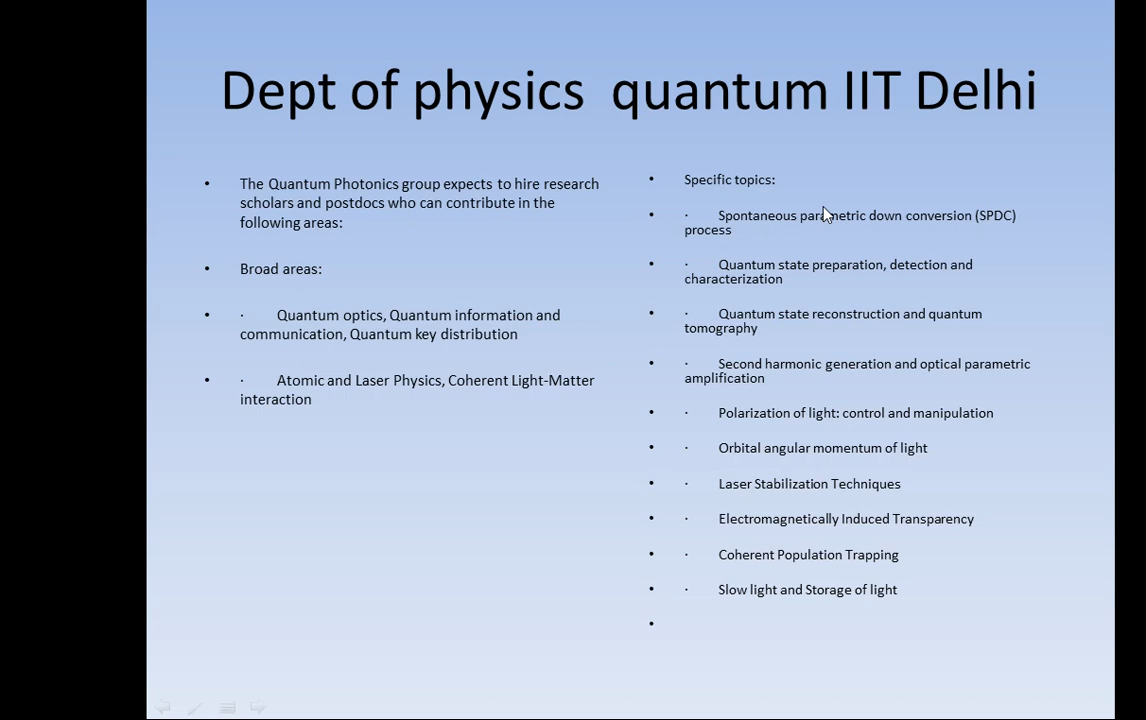 Dept of physics quantum IIT Delhi
• The Quantum Photonics group expects to hire research
scholars and postdocs who can contribute in the
following areas:
• Broad areas:
• · Quantum optics, Quantum information and
communication, Quantum key distribution
• · Atomic and Laser Physics, Coherent Light-Matter
interaction
• Specific topics:
• · Spontaneous parametric down conversion (SPDC)
process
• · Quantum state preparation, detection and
characterization
• · Quantum state reconstruction and quantum
tomography
• · Second harmonic generation and optical parametric
amplification
• · Polarization of light: control and manipulation
• · Orbital angular momentum of light
• · Laser Stabilization Techniques
• · Electromagnetically Induced Transparency
• · Coherent Population Trapping
• · Slow light and Storage of light
•